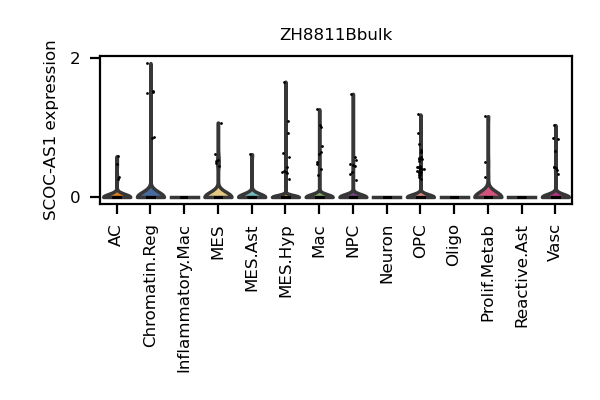 ZH8811Bbulk
SCOC-AS1 expression
2
0
AC
Chromatin.Reg
Inflammatory.Mac
MES
MES.Ast
MES.Hyp
Mac
NPC
Neuron
OPC
Oligo
Prolif.Metab
Reactive.Ast
Vasc